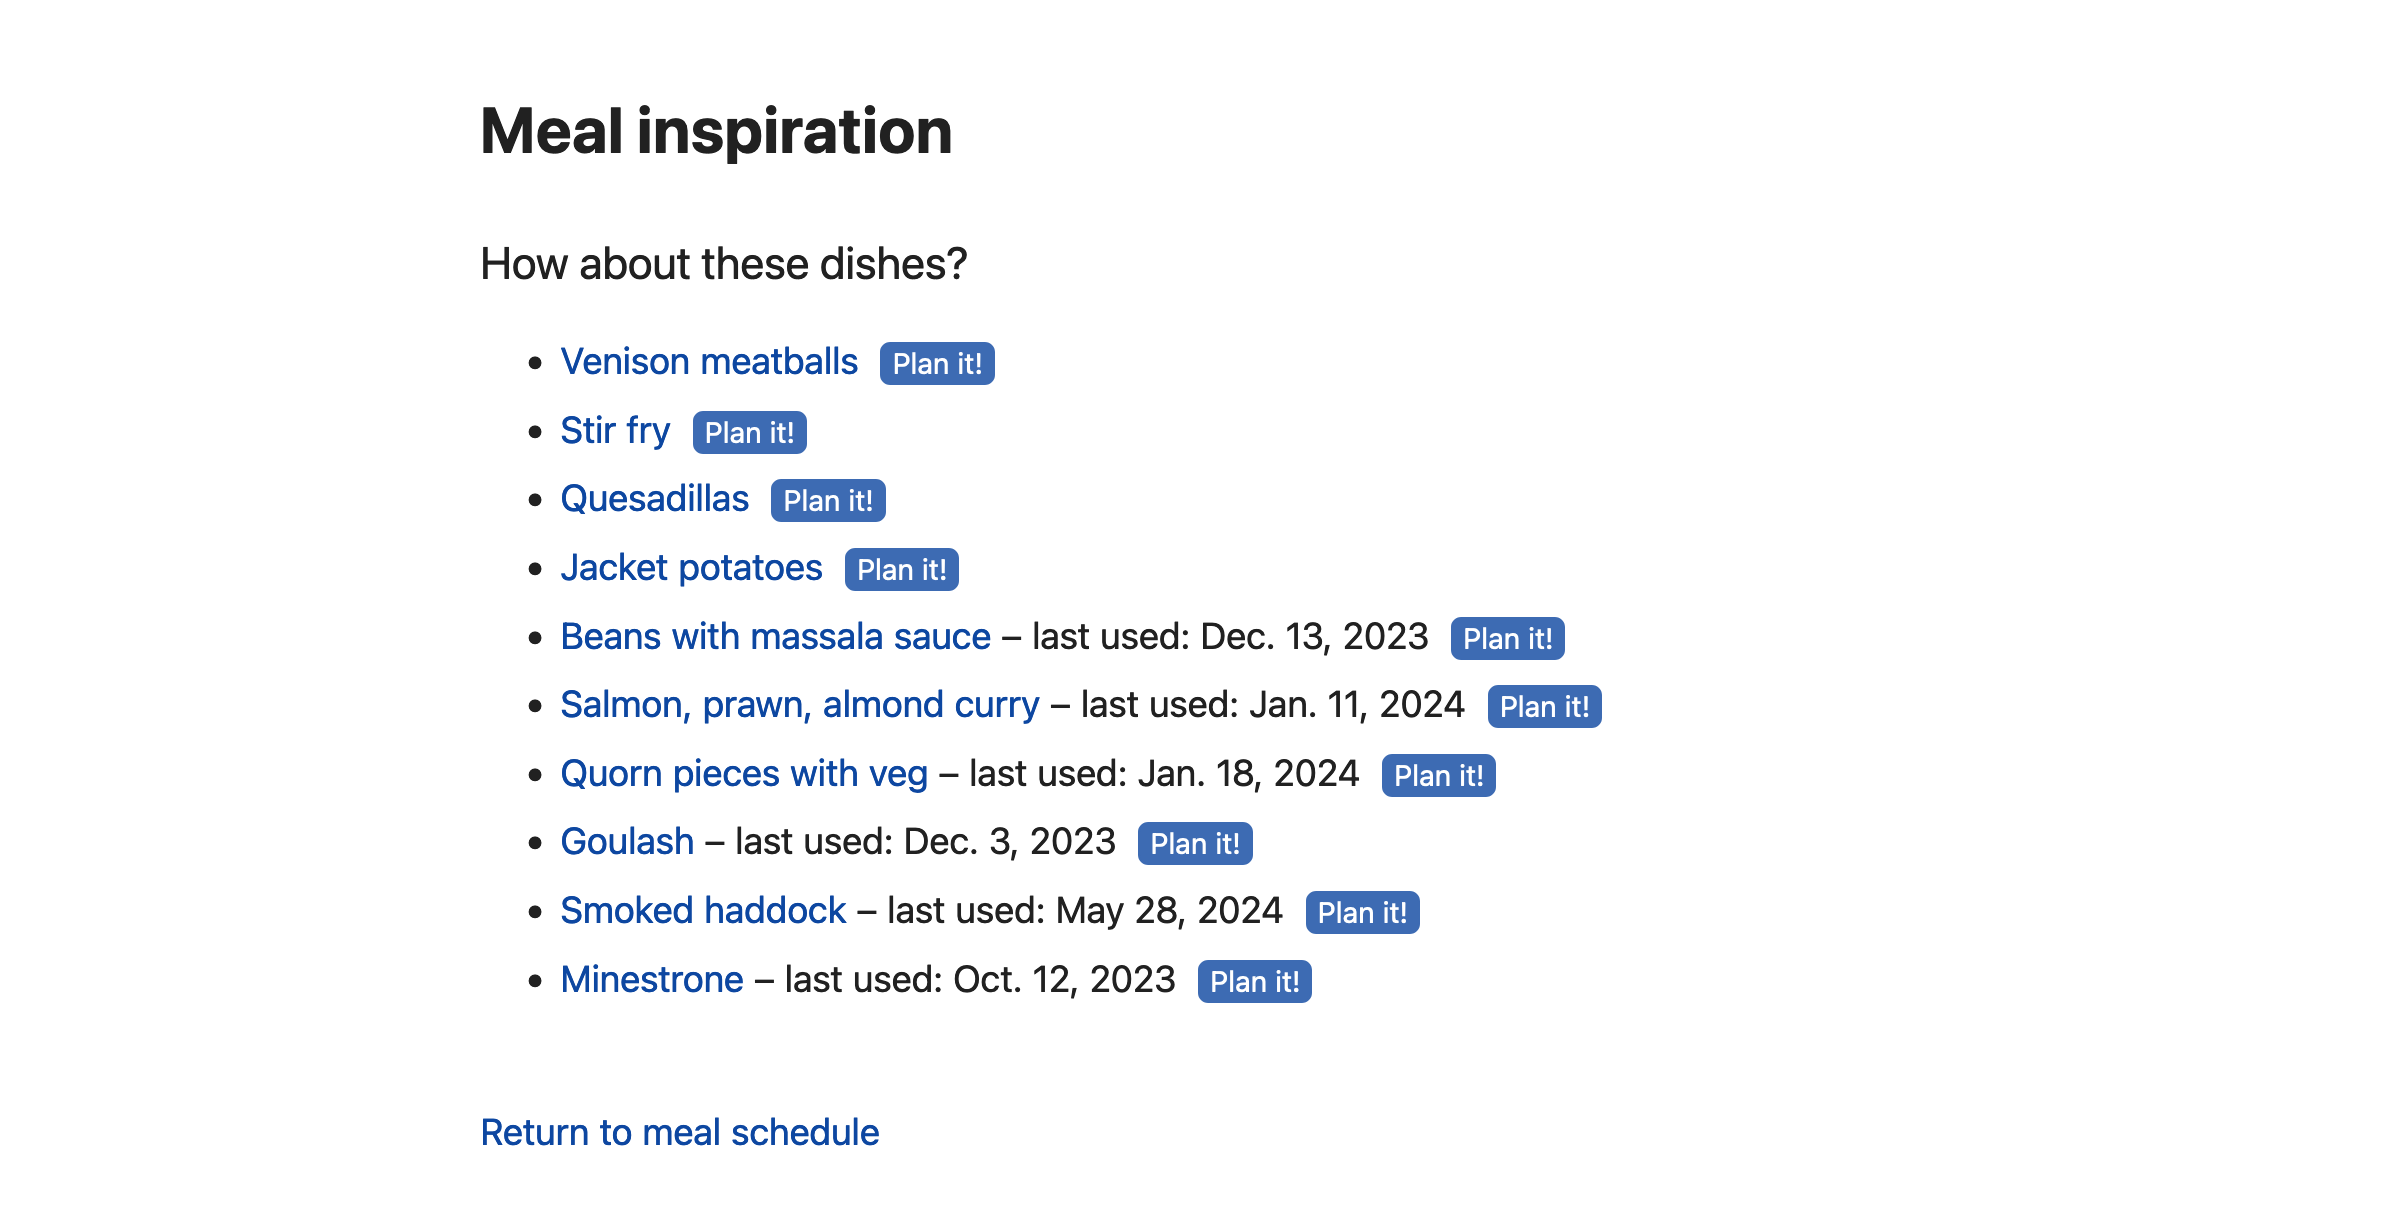 Meal inspiration
How about these dishes?
• Venison meatballs Plan it!
• Stir fry Plan it!
• Quesadillas Plan it!
• Jacket potatoes Plan it!
• Beans with massala sauce – last used: Dec. 13, 2023 Plan it!
• Salmon, prawn, almond curry – last used: Jan. 11, 2024 Plan it!
• Quorn pieces with veg – last used: Jan. 18, 2024 Plan it!
• Goulash – last used: Dec. 3, 2023 Plan it!
• Smoked haddock – last used: May 28, 2024 Plan it!
• Minestrone – last used: Oct. 12, 2023 Plan it!
Return to meal schedule